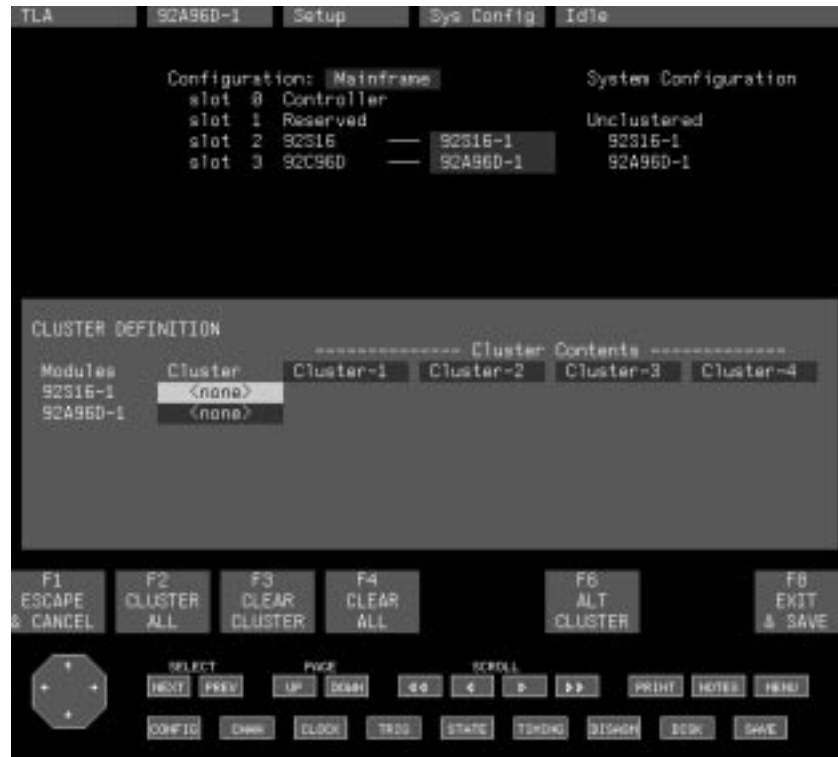 TLA 92A96D-1 Setup Sys Config Idle
Configuration: Mainframe System Configuration
slot 0 Controller
slot 1 Reserved Unclustered
slot 2 92S16 —— 92S16-1 92S16-1
slot 3 92C96D —— 92A96D-1 92A96D-1
CLUSTER DEFINITION
-------------- Cluster Contents -------------
Modules Cluster Cluster-1 Cluster-2 Cluster-3 Cluster-4
92S16-1 <none>
92A96D-1 <none>
F1 F2 F3 F4 F6 F8
ESCAPE CLUSTER CLEAR CLEAR ALT EXIT
& CANCEL ALL CLUSTER ALL CLUSTER & SAVE
SELECT PAGE SCROLL
NEXT PREV UP DOWN PRINT NOTES MENU
CONFIG CHAN CLOCK TRIG STATE TIMING DISASM DISK SAVE